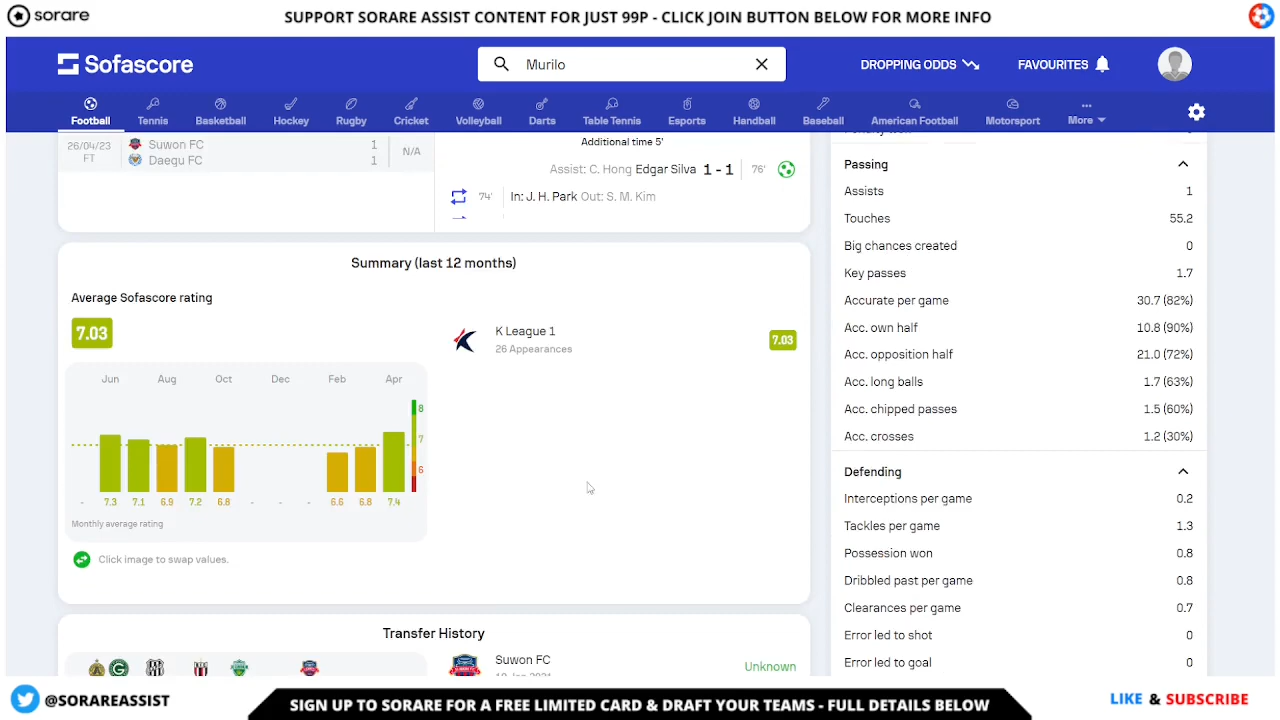 sorare
SUPPORT SORARE ASSIST CONTENT FOR JUST 99P - CLICK JOIN BUTTON BELOW FOR MORE INFO
Sofascore
Murilo
DROPPING ODDS
FAVOURITES
Football
Tennis
Basketball
Hockey
Rugby
Cricket
Volleyball
Darts
Table Tennis
Esports
Handball
Baseball
American Football
Motorsport
More
26/04/23
FT
Suwon FC 1
Daegu FC 1
N/A
Additional time 5'
Assist: C. Hong Edgar Silva 1 - 1 76'
74' In: J. H. Park Out: S. M. Kim
Summary (last 12 months)
Average Sofascore rating
7.03
K League 1
26 Appearances
7.03
Jun Aug Oct Dec Feb Apr
8
7
6
- 7.3 7.1 6.9 7.2 6.8 - - - 6.6 6.8 7.4
Monthly average rating
Click image to swap values.
Transfer History
Suwon FC
Unknown
Passing
Assists 1
Touches 55.2
Big chances created 0
Key passes 1.7
Accurate per game 30.7 (82%)
Acc. own half 10.8 (90%)
Acc. opposition half 21.0 (72%)
Acc. long balls 1.7 (63%)
Acc. chipped passes 1.5 (60%)
Acc. crosses 1.2 (30%)
Defending
Interceptions per game 0.2
Tackles per game 1.3
Possession won 0.8
Dribbled past per game 0.8
Clearances per game 0.7
Error led to shot 0
Error led to goal 0
@SORAREASSIST
SIGN UP TO SORARE FOR A FREE LIMITED CARD & DRAFT YOUR TEAMS - FULL DETAILS BELOW
LIKE & SUBSCRIBE